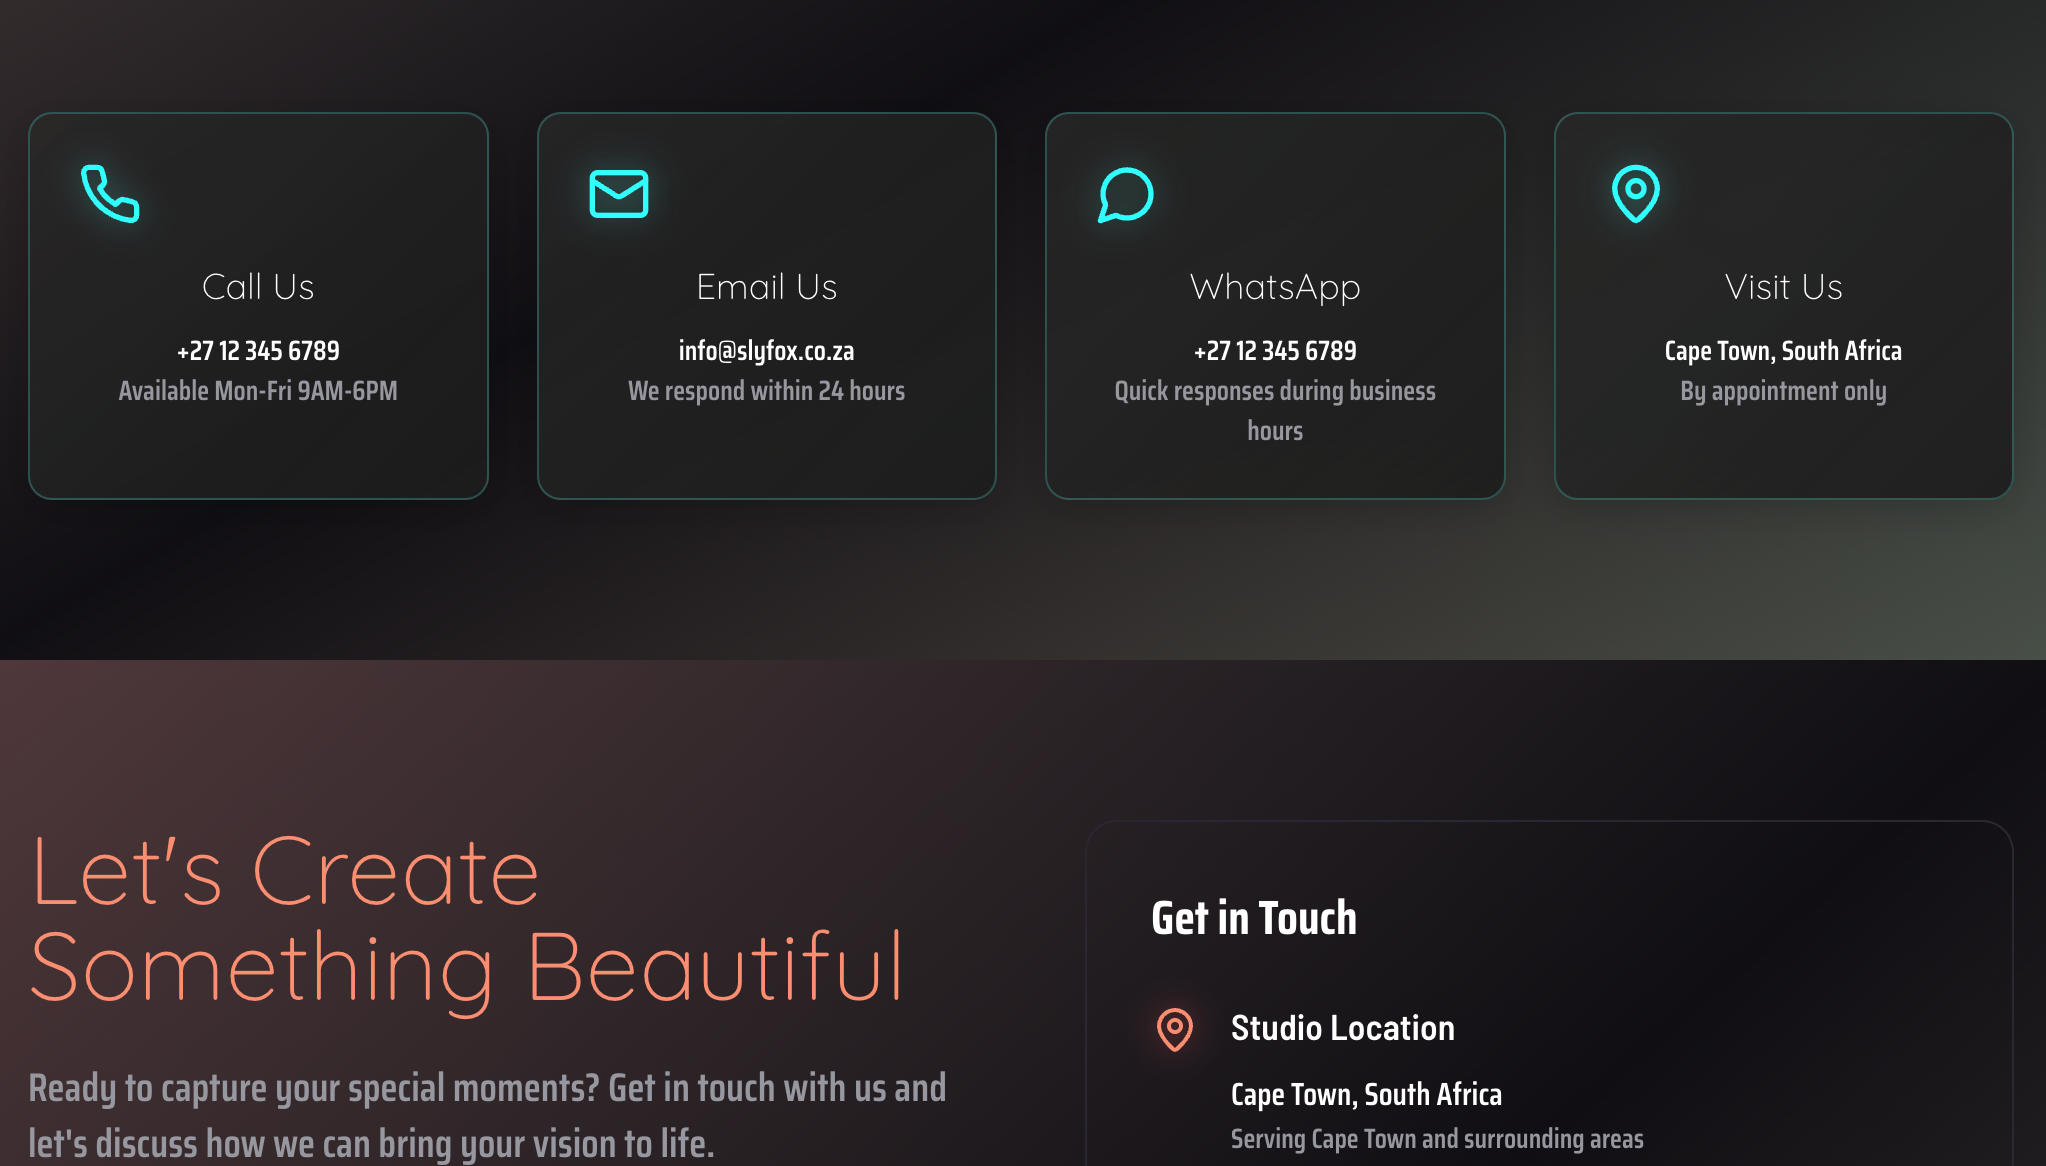 Call Us
+27 12 345 6789
Available Mon-Fri 9AM-6PM
Email Us
info@slyfox.co.za
We respond within 24 hours
WhatsApp
+27 12 345 6789
Quick responses during business
hours
Visit Us
Cape Town, South Africa
By appointment only
Let's Create
Something Beautiful
Ready to capture your special moments? Get in touch with us and
let's discuss how we can bring your vision to life.
Get in Touch
Studio Location
Cape Town, South Africa
Serving Cape Town and surrounding areas